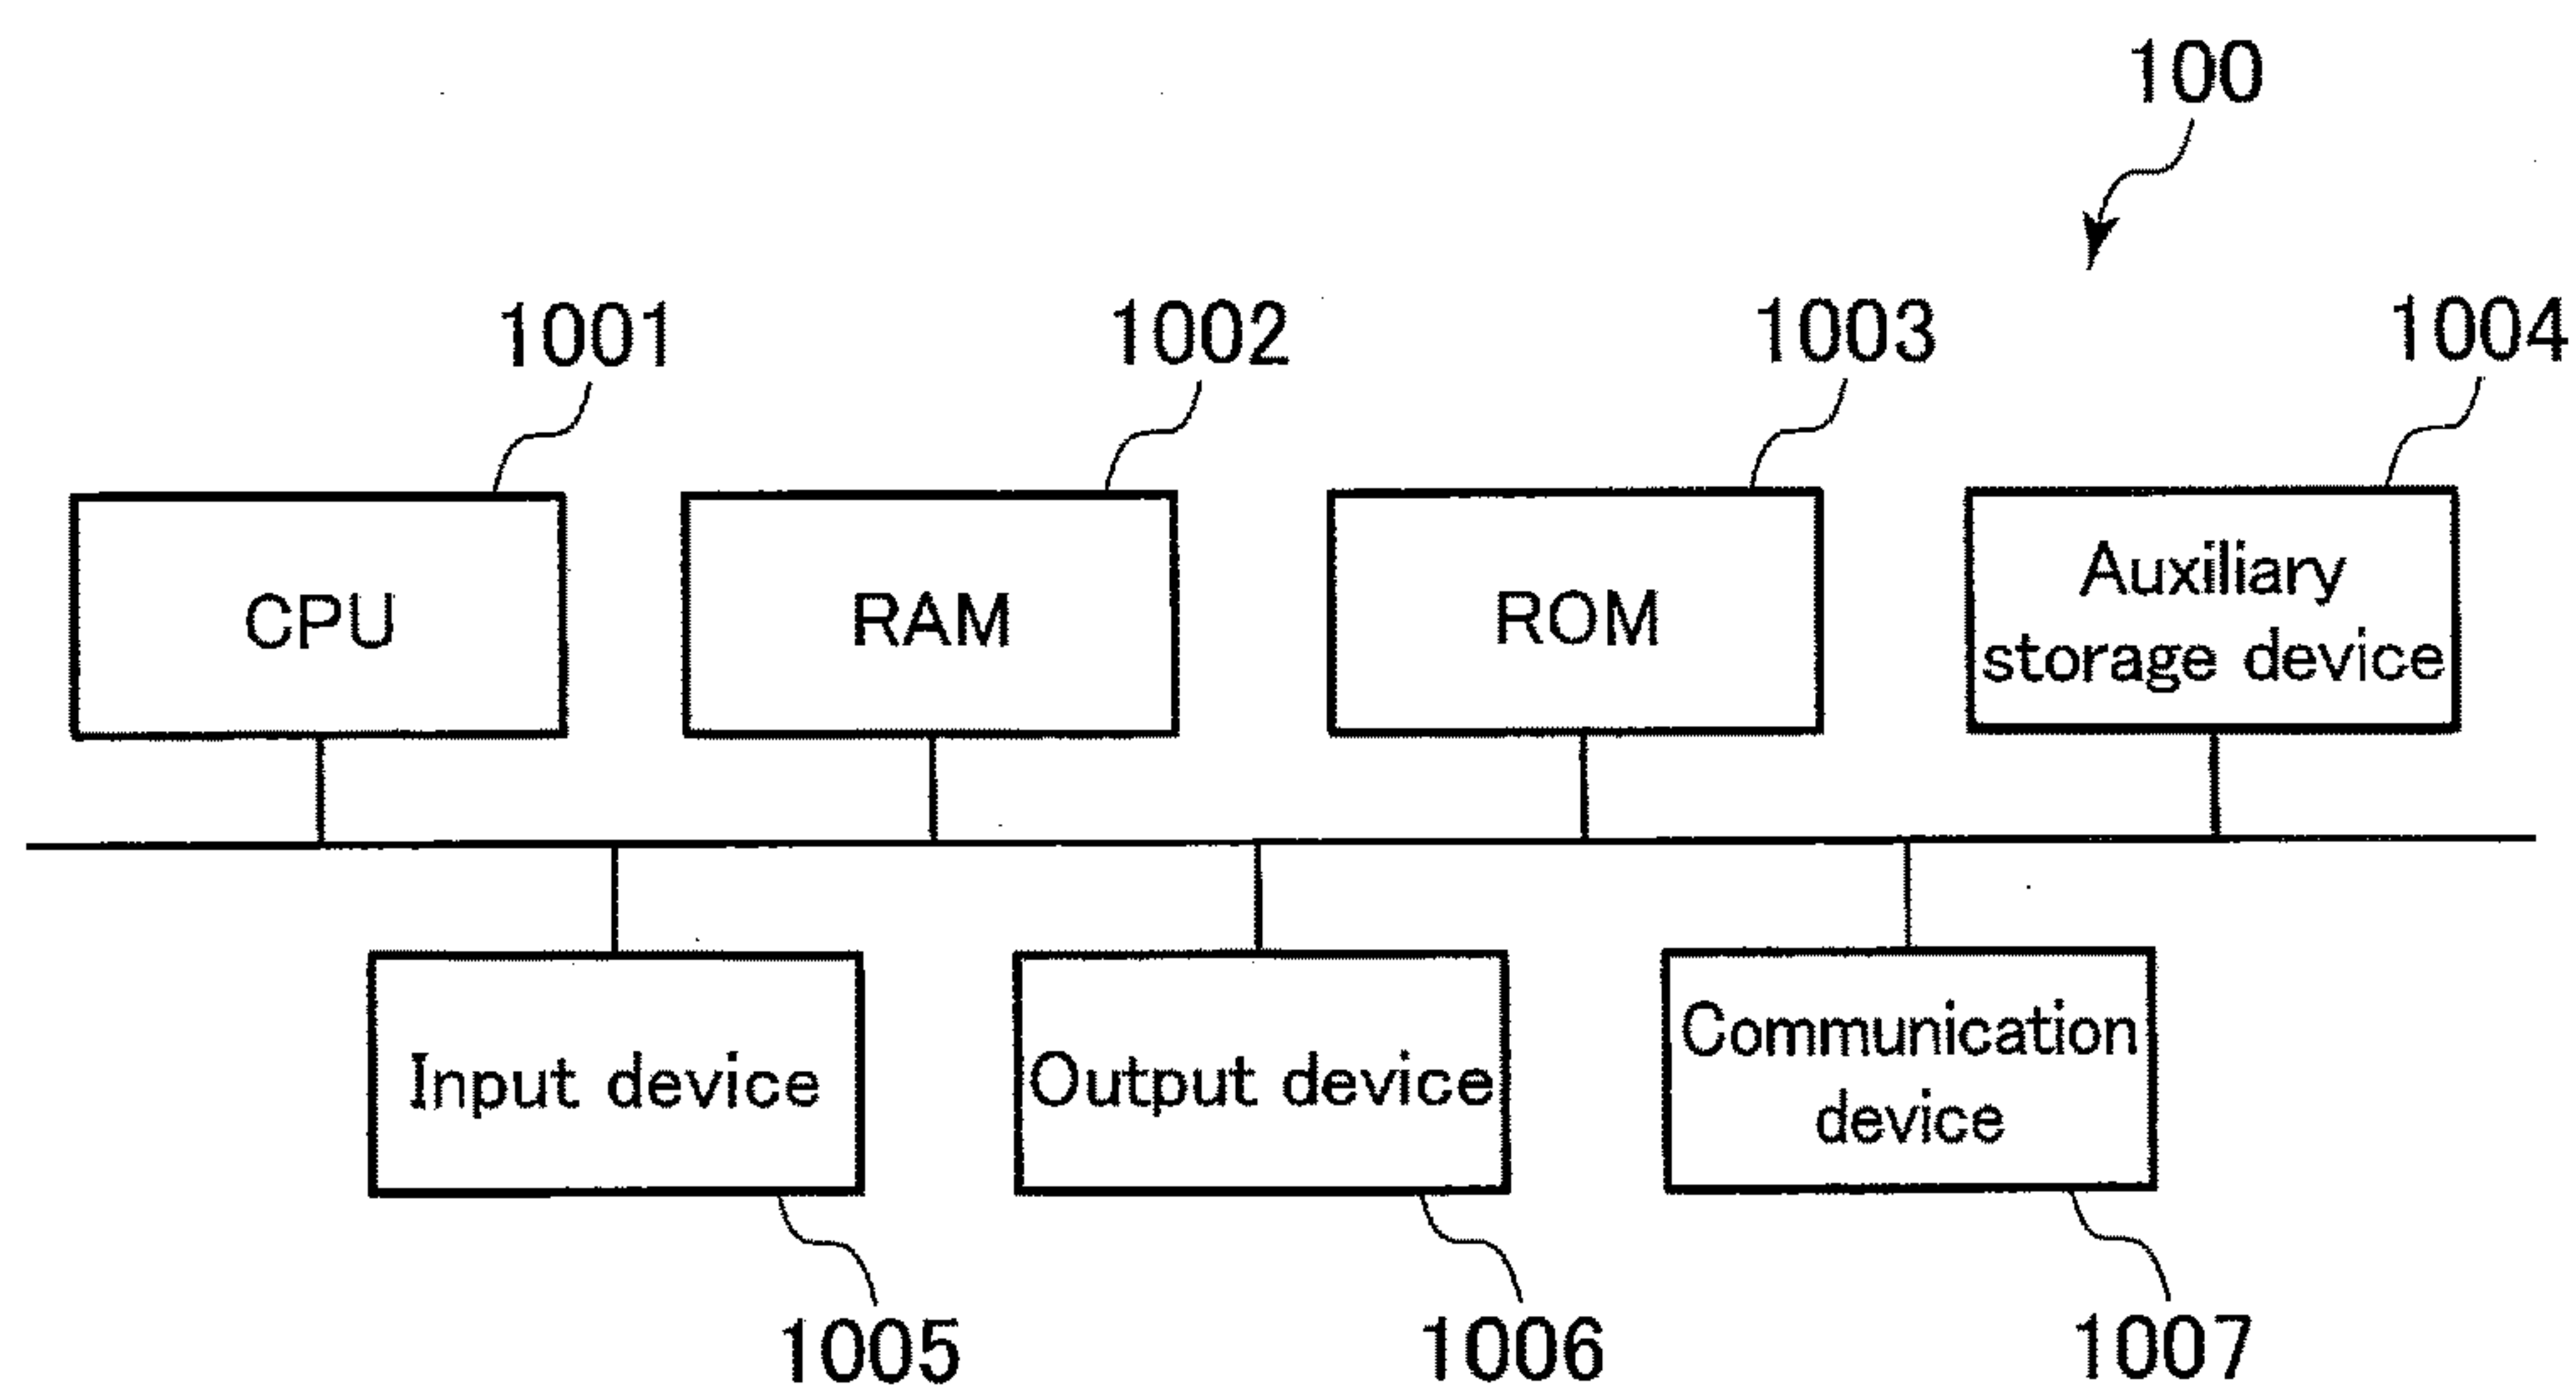 100
1001
1002
1003
1004
CPU
RAM
ROM
Auxiliary
storage device
Input device
Output device
Communication
device
1005
1006
1007